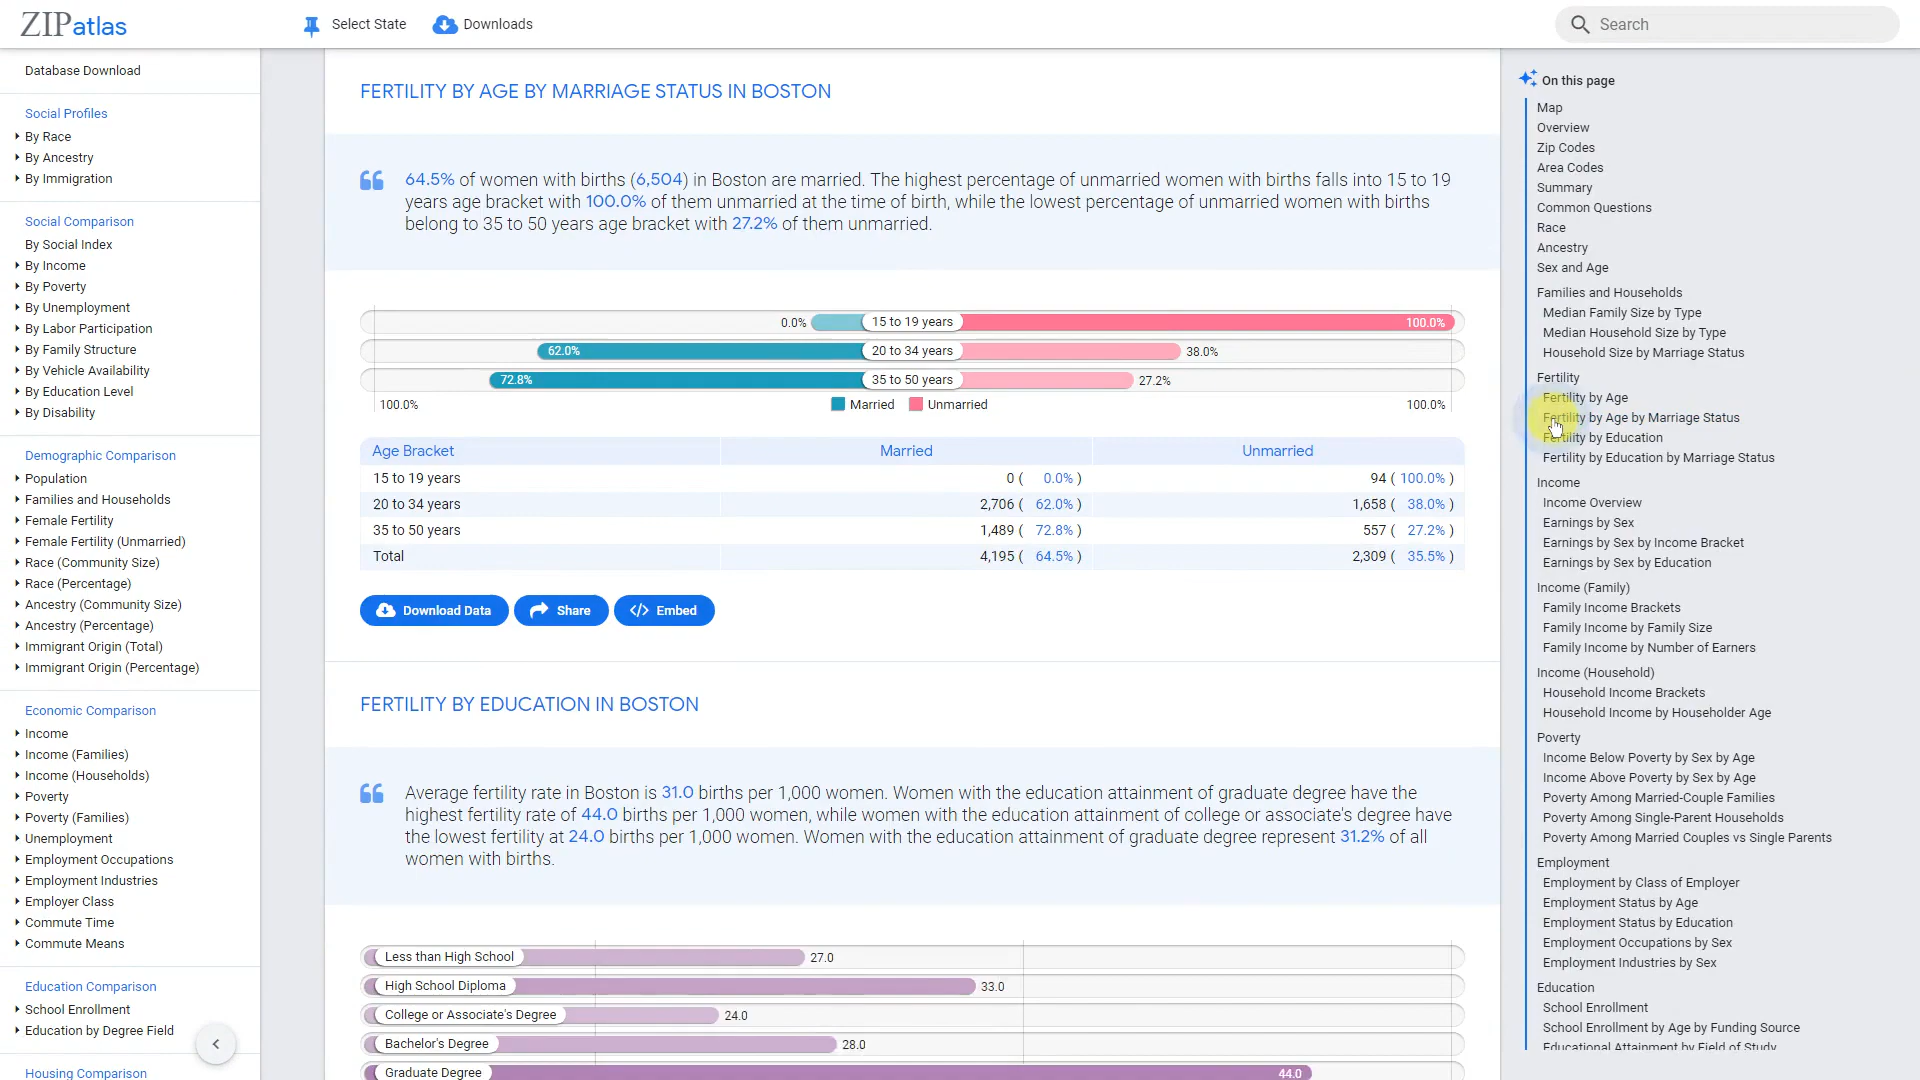 ZIPatlas
Select State
Downloads
Search
Database Download
Social Profiles
By Race
By Ancestry
By Immigration
Social Comparison
By Social Index
By Income
By Poverty
By Unemployment
By Labor Participation
By Family Structure
By Vehicle Availability
By Education Level
By Disability
Demographic Comparison
Population
Families and Households
Female Fertility
Female Fertility (Unmarried)
Race (Community Size)
Race (Percentage)
Ancestry (Community Size)
Ancestry (Percentage)
Immigrant Origin (Total)
Immigrant Origin (Percentage)
Economic Comparison
Income
Income (Families)
Income (Households)
Poverty
Poverty (Families)
Unemployment
Employment Occupations
Employment Industries
Employer Class
Commute Time
Commute Means
Education Comparison
School Enrollment
Education by Degree Field
Housing Comparison
FERTILITY BY AGE BY MARRIAGE STATUS IN BOSTON
64.5% of women with births (6,504) in Boston are married. The highest percentage of unmarried women with births falls into 15 to 19
years age bracket with 100.0% of them unmarried at the time of birth, while the lowest percentage of unmarried women with births
belong to 35 to 50 years age bracket with 27.2% of them unmarried.
0.0% 15 to 19 years 100.0%
62.0% 20 to 34 years 38.0%
72.8% 35 to 50 years 27.2%
100.0% Married Unmarried 100.0%
Age Bracket Married Unmarried
15 to 19 years 0 ( 0.0% ) 94 ( 100.0% )
20 to 34 years 2,706 ( 62.0% ) 1,658 ( 38.0% )
35 to 50 years 1,489 ( 72.8% ) 557 ( 27.2% )
Total 4,195 ( 64.5% ) 2,309 ( 35.5% )
Download Data Share Embed
FERTILITY BY EDUCATION IN BOSTON
Average fertility rate in Boston is 31.0 births per 1,000 women. Women with the education attainment of graduate degree have the
highest fertility rate of 44.0 births per 1,000 women, while women with the education attainment of college or associate's degree have
the lowest fertility at 24.0 births per 1,000 women. Women with the education attainment of graduate degree represent 31.2% of all
women with births.
Less than High School 27.0
High School Diploma 33.0
College or Associate's Degree 24.0
Bachelor's Degree 28.0
Graduate Degree 44.0
On this page
Map
Overview
Zip Codes
Area Codes
Summary
Common Questions
Race
Ancestry
Sex and Age
Families and Households
Median Family Size by Type
Median Household Size by Type
Household Size by Marriage Status
Fertility
Fertility by Age
Fertility by Age by Marriage Status
Fertility by Education
Fertility by Education by Marriage Status
Income
Income Overview
Earnings by Sex
Earnings by Sex by Income Bracket
Earnings by Sex by Education
Income (Family)
Family Income Brackets
Family Income by Family Size
Family Income by Number of Earners
Income (Household)
Household Income Brackets
Household Income by Householder Age
Poverty
Income Below Poverty by Sex by Age
Income Above Poverty by Sex by Age
Poverty Among Married-Couple Families
Poverty Among Single-Parent Households
Poverty Among Married Couples vs Single Parents
Employment
Employment by Class of Employer
Employment Status by Age
Employment Status by Education
Employment Occupations by Sex
Employment Industries by Sex
Education
School Enrollment
School Enrollment by Age by Funding Source
Educational Attainment by Field of Study